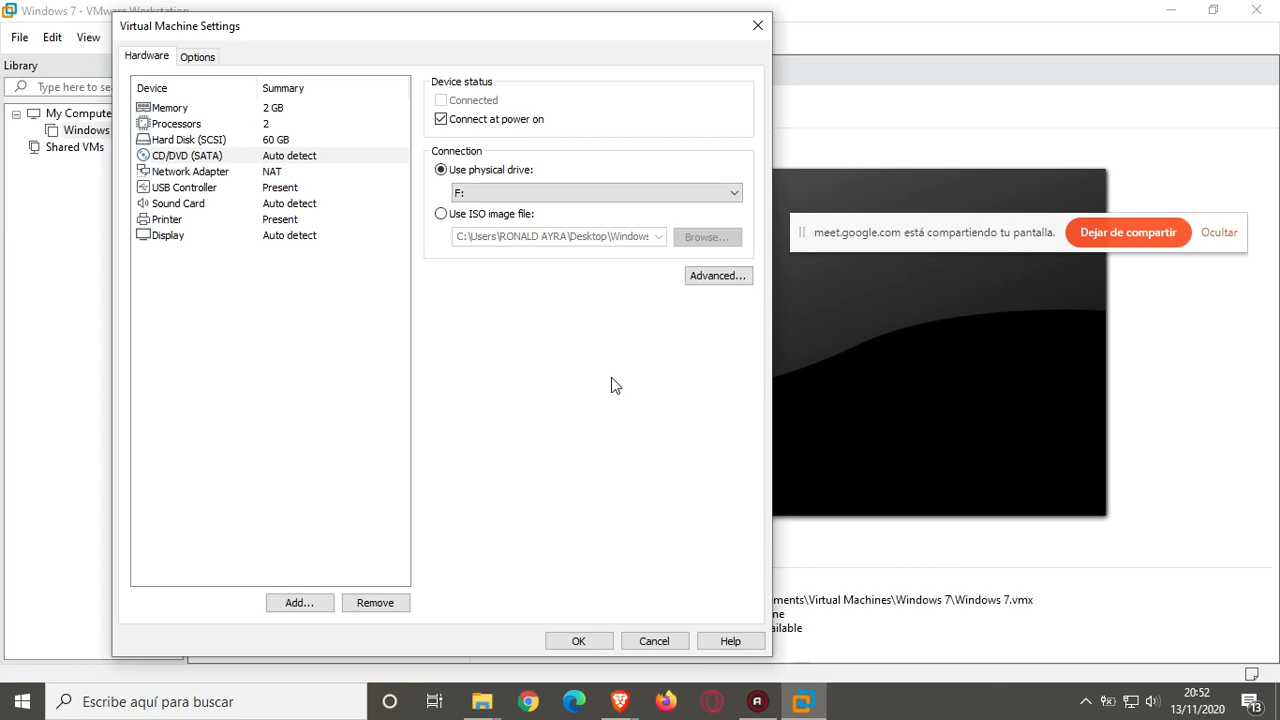 Windows 7 - VMware Workstation
Virtual Machine Settings
File Edit View
Hardware Options
Library
Type here to sea
My Compute
Windows
Shared VMs
Device Summary
Memory 2 GB
Processors 2
Hard Disk (SCSI) 60 GB
CD/DVD (SATA) Auto detect
Network Adapter NAT
USB Controller Present
Sound Card Auto detect
Printer Present
Display Auto detect
Add... Remove
Device status
Connected
Connect at power on
Connection
Use physical drive:
F:
Use ISO image file:
C:\Users\RONALD AYRA\Desktop\Windows Browse...
Advanced...
OK Cancel Help
meet.google.com está compartiendo tu pantalla. Dejar de compartir Ocultar
ments\Virtual Machines\Windows 7\Windows 7.vmx
ne
ailable
Escribe aquí para buscar
20:52
13/11/2020
13